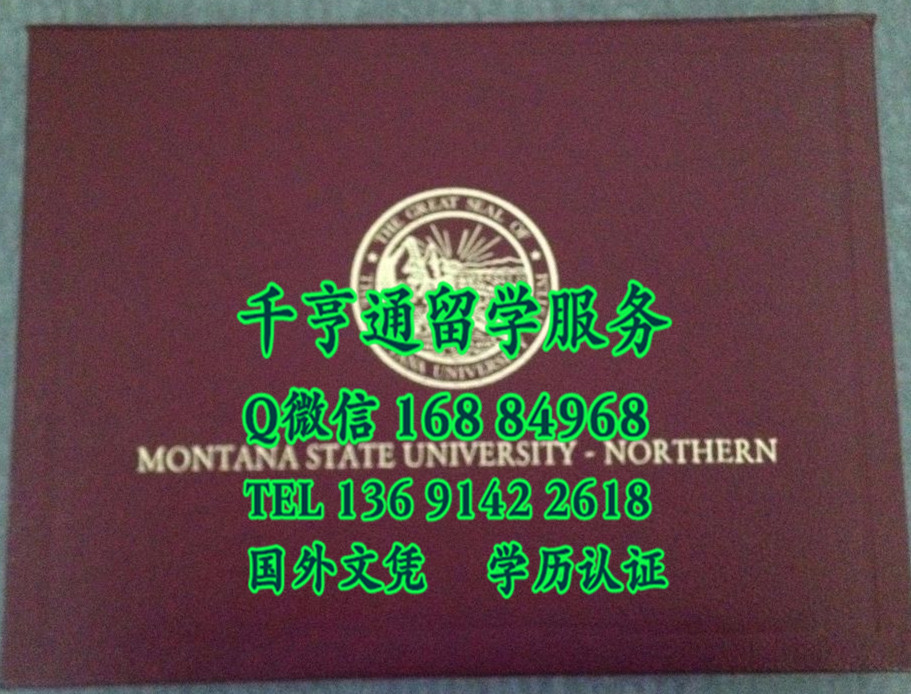 THE GREAT SEAL OF
千亨通留学服务
UNIVERSI
Q微信 168 84968
MONTANA STATE UNIVERSITY - NORTHERN
TEL 136 9142 2618
国外文凭 学历认证